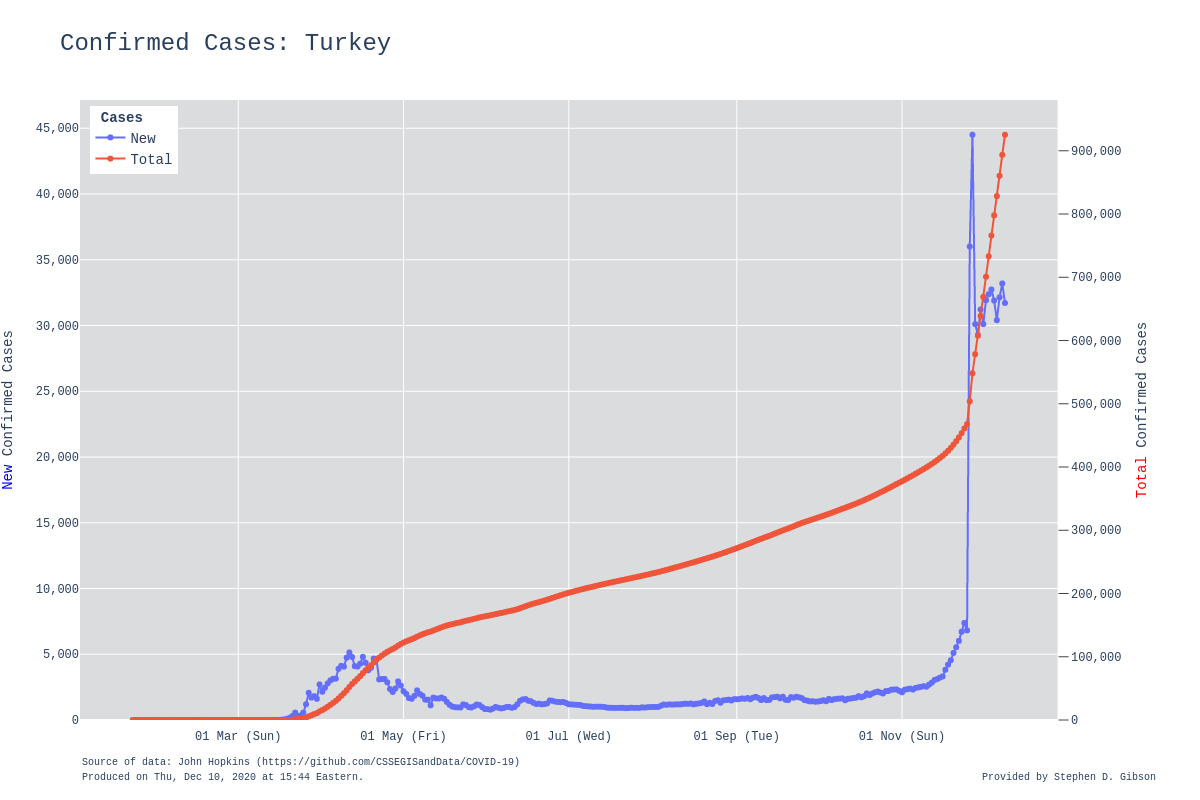 Confirmed Cases: Turkey
Cases
New
Total
45,000
40,000
35,000
30,000
25,000
20,000
15,000
10,000
5,000
0
900,000
800,000
700,000
600,000
500,000
400,000
300,000
200,000
100,000
0
New Confirmed Cases
Total Confirmed Cases
01 Mar (Sun)
01 May (Fri)
01 Jul (Wed)
01 Sep (Tue)
01 Nov (Sun)
Source of data: John Hopkins (https://github.com/CSSEGISandData/COVID-19)
Produced on Thu, Dec 10, 2020 at 15:44 Eastern.
Provided by Stephen D. Gibson